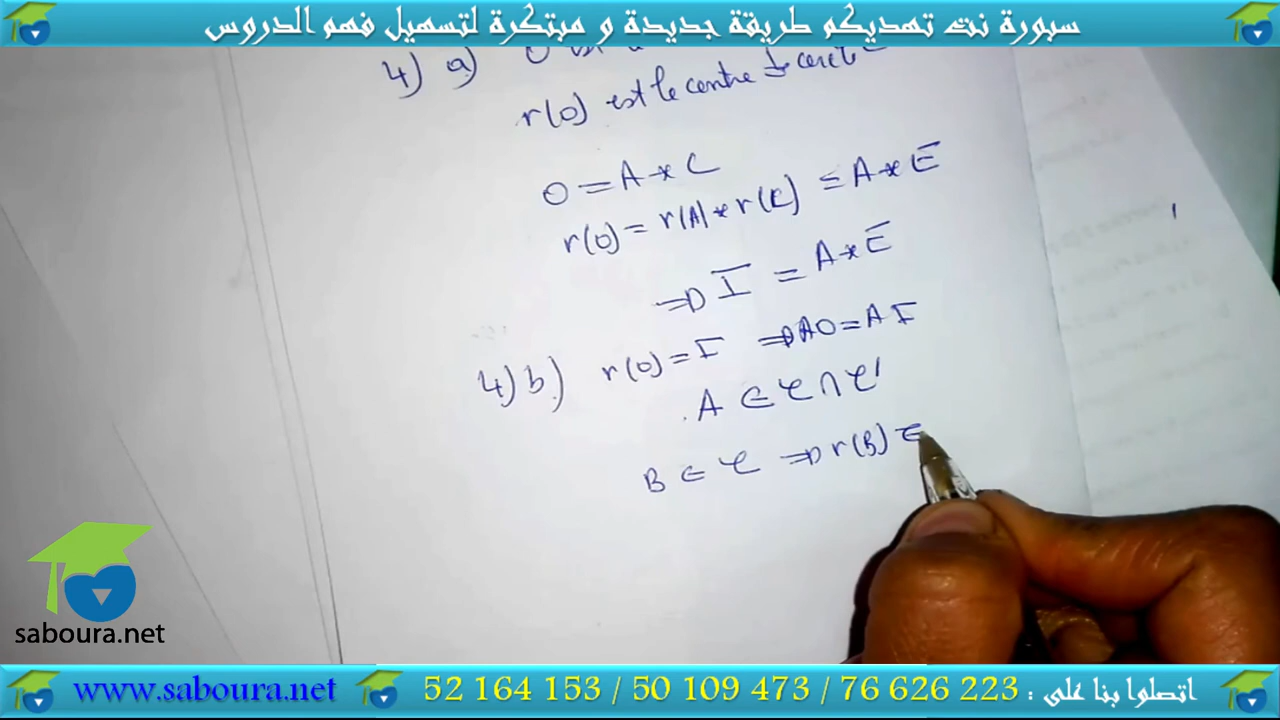 سبورة نت تهديكم طريقة جديدة و مبتكرة لتسهيل فهم الدروس
4) a) O
r(O) est le centre de
O = A * C
r(O) = r(A) * r(C) = A * E
⇒ I = A * E
4) b) r(O) = I ⇒ AO = AI
A ∈ 𝒞 ∩ 𝒞'
B ∈ 𝒞 ⇒ r(B) ∈
saboura.net
www.saboura.net 52 164 153 / 50 109 473 / 76 626 223 : اتصلوا بنا على